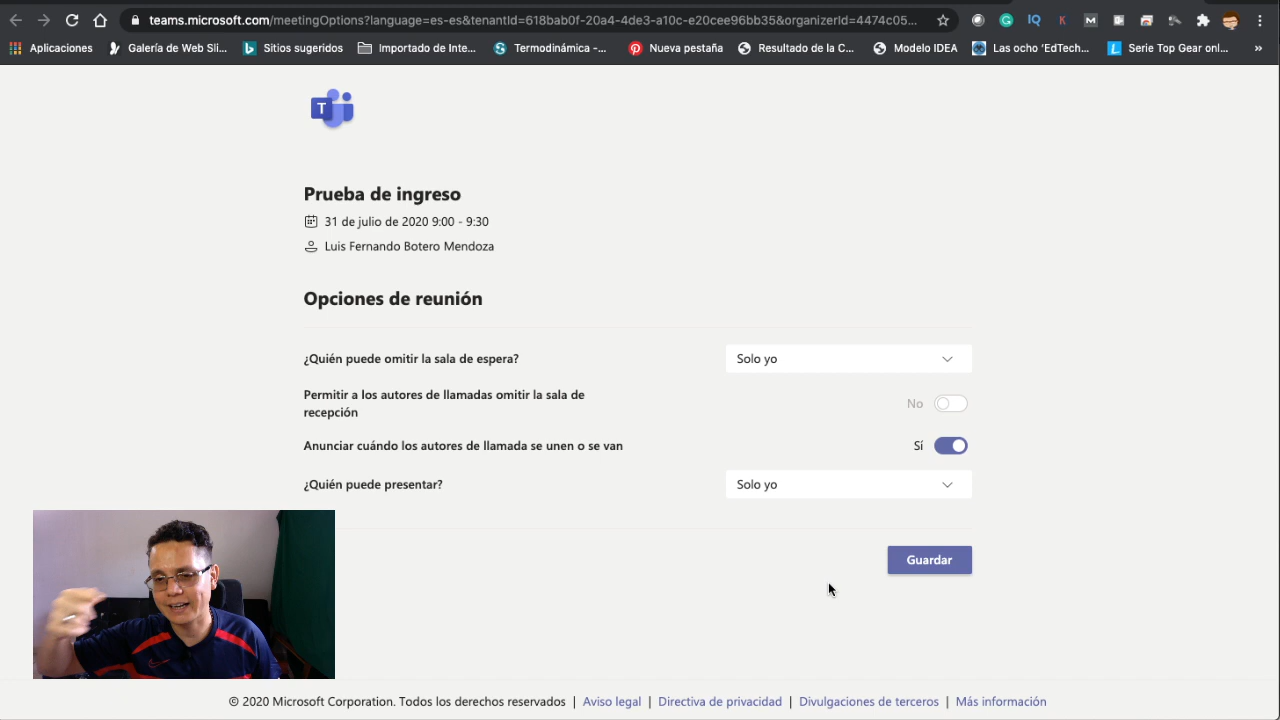 teams.microsoft.com/meetingOptions?language=es-es&tenantId=618bab0f-20a4-4de3-a10c-e20cee96bb35&organizerId=4474c05...
Aplicaciones Galería de Web Sli... Sitios sugeridos Importado de Inte... Termodinámica -... Nueva pestaña Resultado de la C... Modelo IDEA Las ocho 'EdTech... Serie Top Gear onl... »
T
Prueba de ingreso
31 de julio de 2020 9:00 - 9:30
Luis Fernando Botero Mendoza
Opciones de reunión
¿Quién puede omitir la sala de espera? Solo yo
Permitir a los autores de llamadas omitir la sala de
recepción
No
Anunciar cuándo los autores de llamada se unen o se van Sí
¿Quién puede presentar? Solo yo
Guardar
© 2020 Microsoft Corporation. Todos los derechos reservados | Aviso legal | Directiva de privacidad | Divulgaciones de terceros | Más información